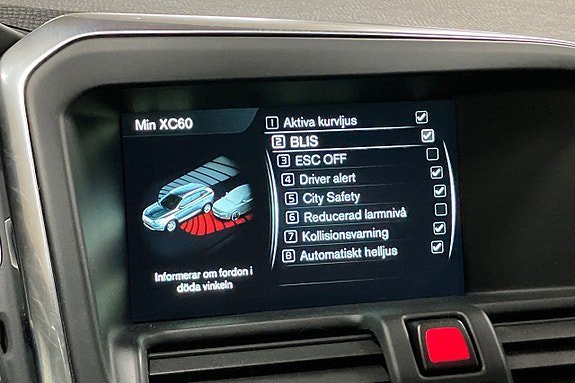 Min XC60
1 Aktiva kurvljus
2 BLIS
3 ESC OFF
4 Driver alert
5 City Safety
6 Reducerad larmnivå
7 Kollisionsvarning
8 Automatiskt helljus
Informerar om fordon i
döda vinkeln